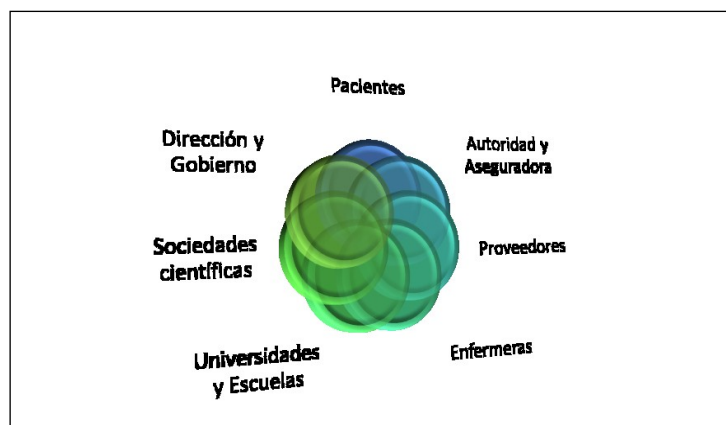 Pacientes
Dirección y
Gobierno
Autoridad y
Aseguradora
Sociedades
científicas
Proveedores
Universidades
y Escuelas
Enfermeras